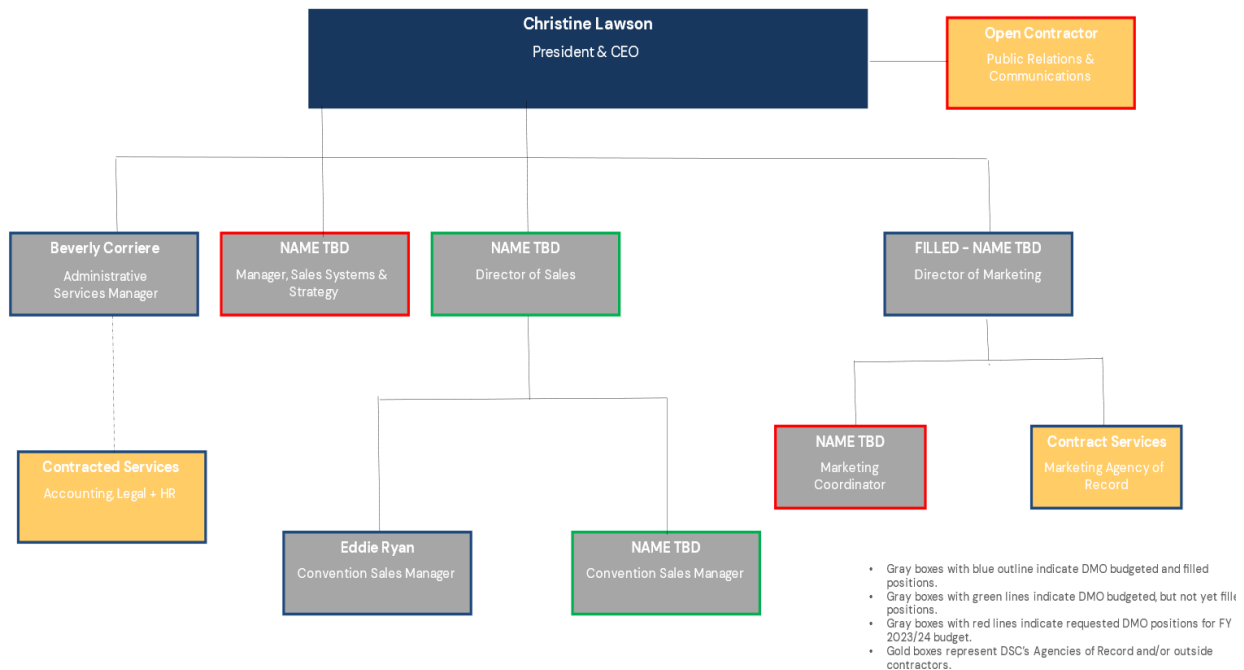 Christine Lawson
President & CEO
Open Contractor
Public Relations &
Communications
Beverly Corriere
Administrative
Services Manager
NAME TBD
Manager, Sales Systems &
Strategy
NAME TBD
Director of Sales
FILLED - NAME TBD
Director of Marketing
Contracted Services
Accounting, Legal + HR
NAME TBD
Marketing
Coordinator
Contract Services
Marketing Agency of
Record
Eddie Ryan
Convention Sales Manager
NAME TBD
Convention Sales Manager
• Gray boxes with blue outline indicate DMO budgeted and filled
positions.
• Gray boxes with green lines indicate DMO budgeted, but not yet fille
positions.
• Gray boxes with red lines indicate requested DMO positions for FY
2023/24 budget.
• Gold boxes represent DSC's Agencies of Record and/or outside
contractors.